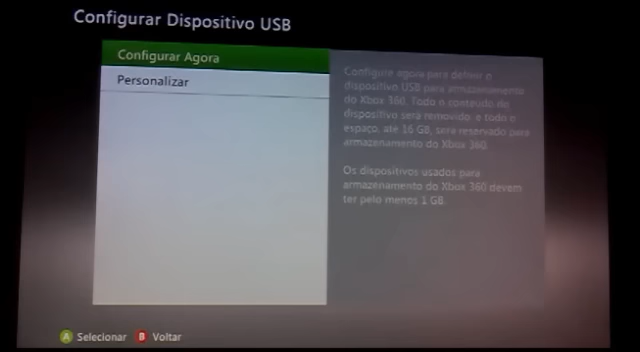 Configurar Dispositivo USB
Configurar Agora
Personalizar
Configure agora para definir o
dispositivo USB para armazenamento
do Xbox 360. Todo o conteúdo do
dispositivo será removido, e todo o
espaço, até 16 GB, será reservado para
armazenamento do Xbox 360.
Os dispositivos usados para
armazenamento do Xbox 360 devem
ter pelo menos 1 GB.
A Selecionar B Voltar